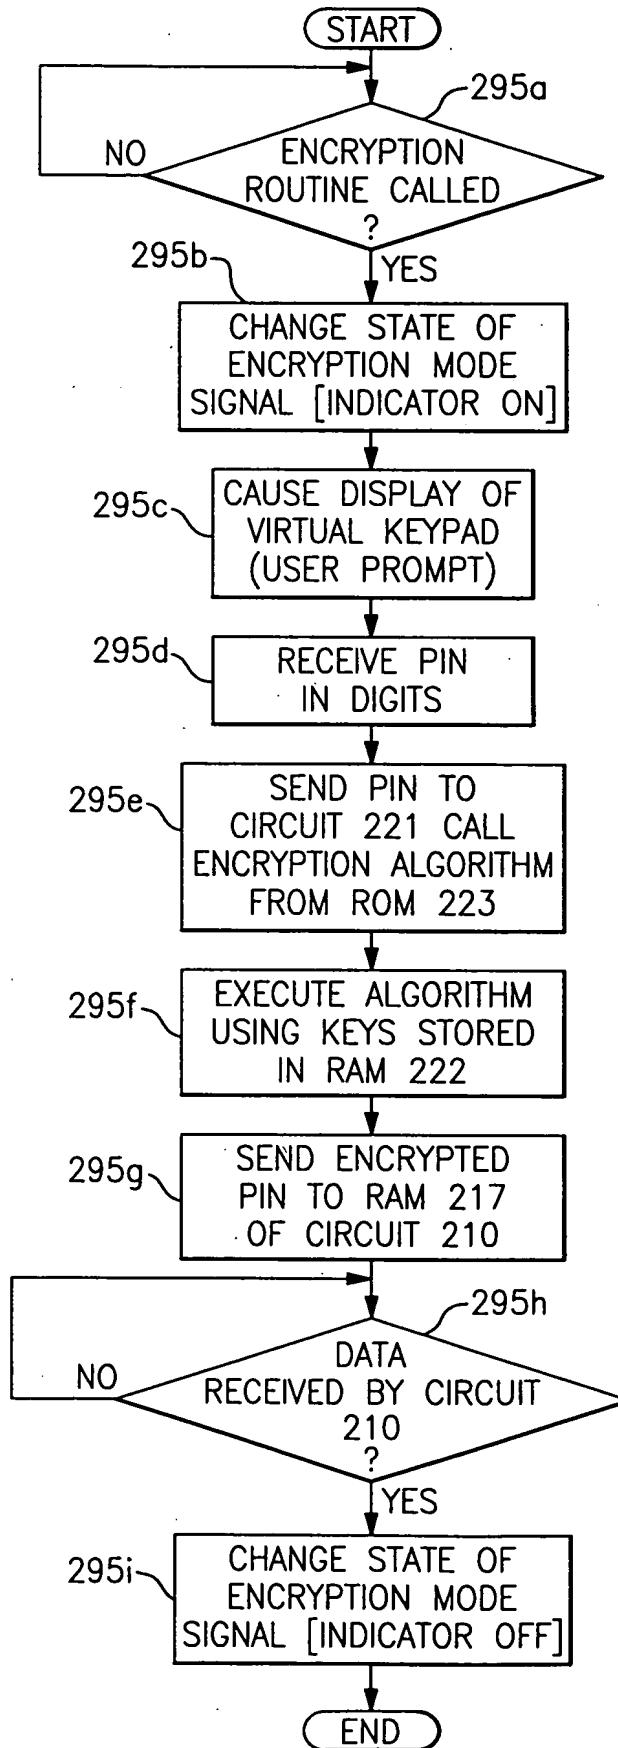 START
295a
NO
ENCRYPTION
ROUTINE CALLED
?
295b
YES
CHANGE STATE OF
ENCRYPTION MODE
SIGNAL [INDICATOR ON]
295c
CAUSE DISPLAY OF
VIRTUAL KEYPAD
(USER PROMPT)
295d
RECEIVE PIN
IN DIGITS
295e
SEND PIN TO
CIRCUIT 221 CALL
ENCRYPTION ALGORITHM
FROM ROM 223
295f
EXECUTE ALGORITHM
USING KEYS STORED
IN RAM 222
295g
SEND ENCRYPTED
PIN TO RAM 217
OF CIRCUIT 210
295h
NO
DATA
RECEIVED BY CIRCUIT
210
?
YES
295i
CHANGE STATE OF
ENCRYPTION MODE
SIGNAL [INDICATOR OFF]
END